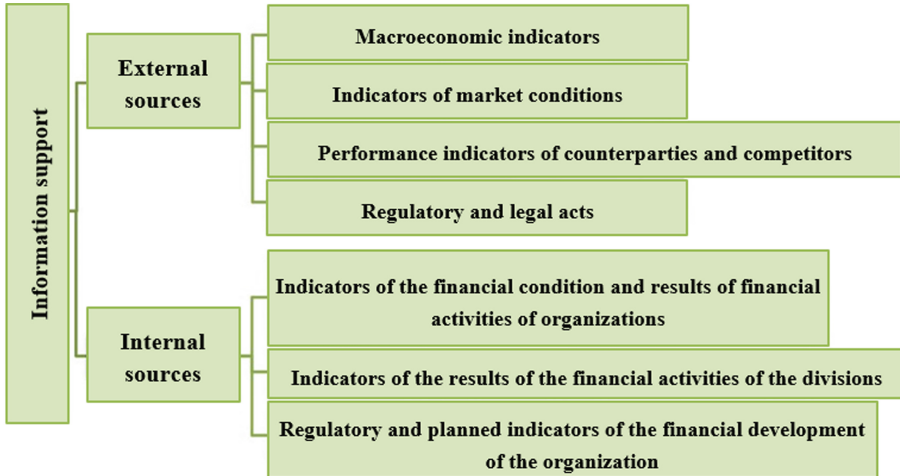 Information support
External
sources
Macroeconomic indicators
Indicators of market conditions
Performance indicators of counterparties and competitors
Regulatory and legal acts
Internal
sources
Indicators of the financial condition and results of financial
activities of organizations
Indicators of the results of the financial activities of the divisions
Regulatory and planned indicators of the financial development
of the organization